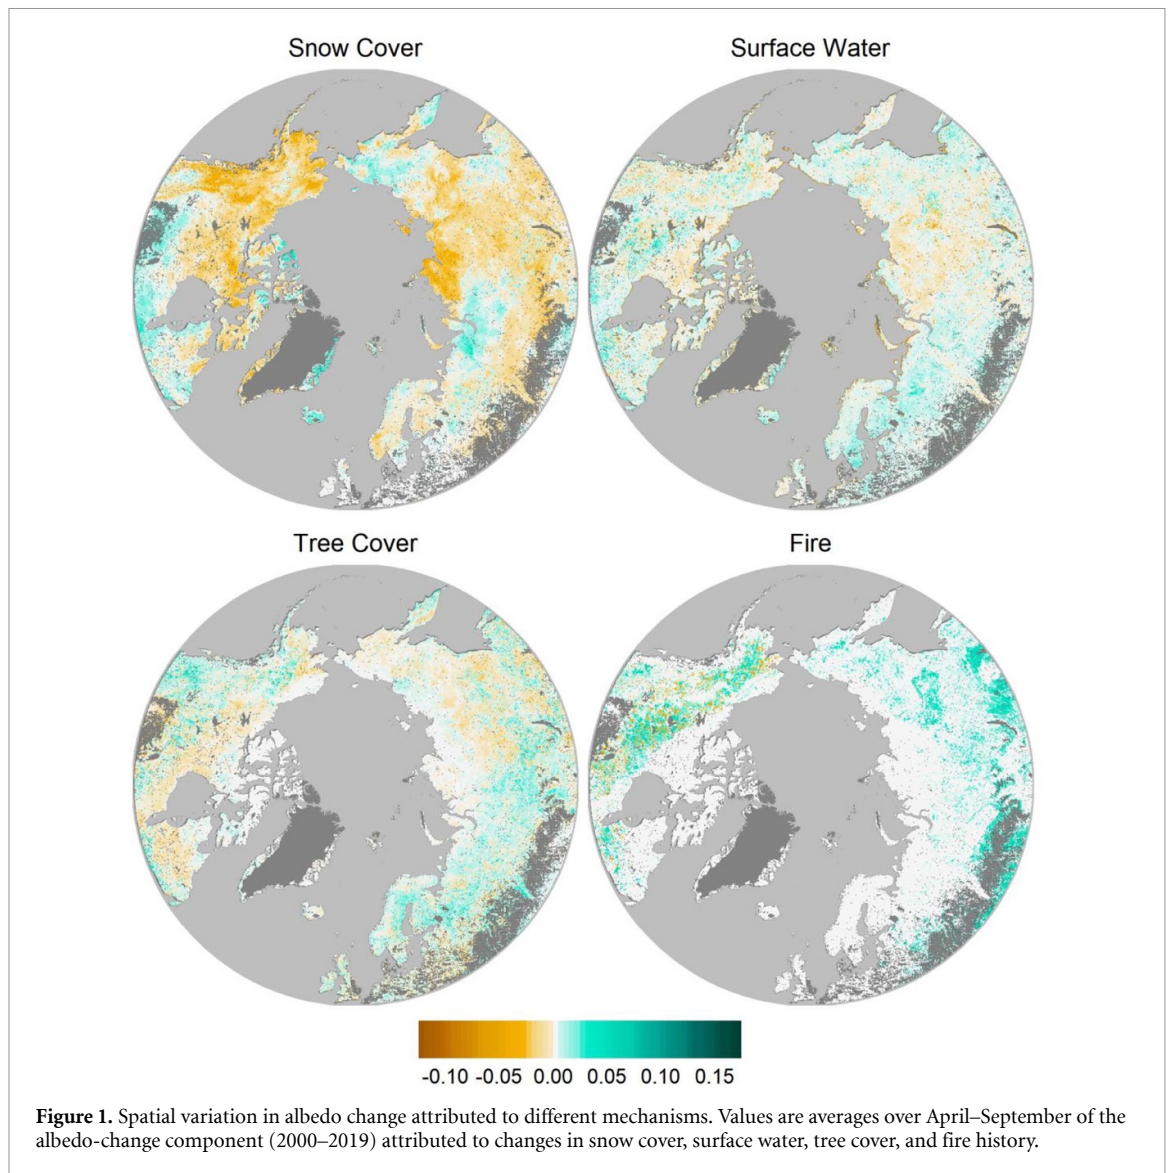 Snow Cover
Surface Water
Tree Cover
Fire
-0.10 -0.05 0.00 0.05 0.10 0.15
Figure 1. Spatial variation in albedo change attributed to different mechanisms. Values are averages over April–September of the
albedo-change component (2000–2019) attributed to changes in snow cover, surface water, tree cover, and fire history.